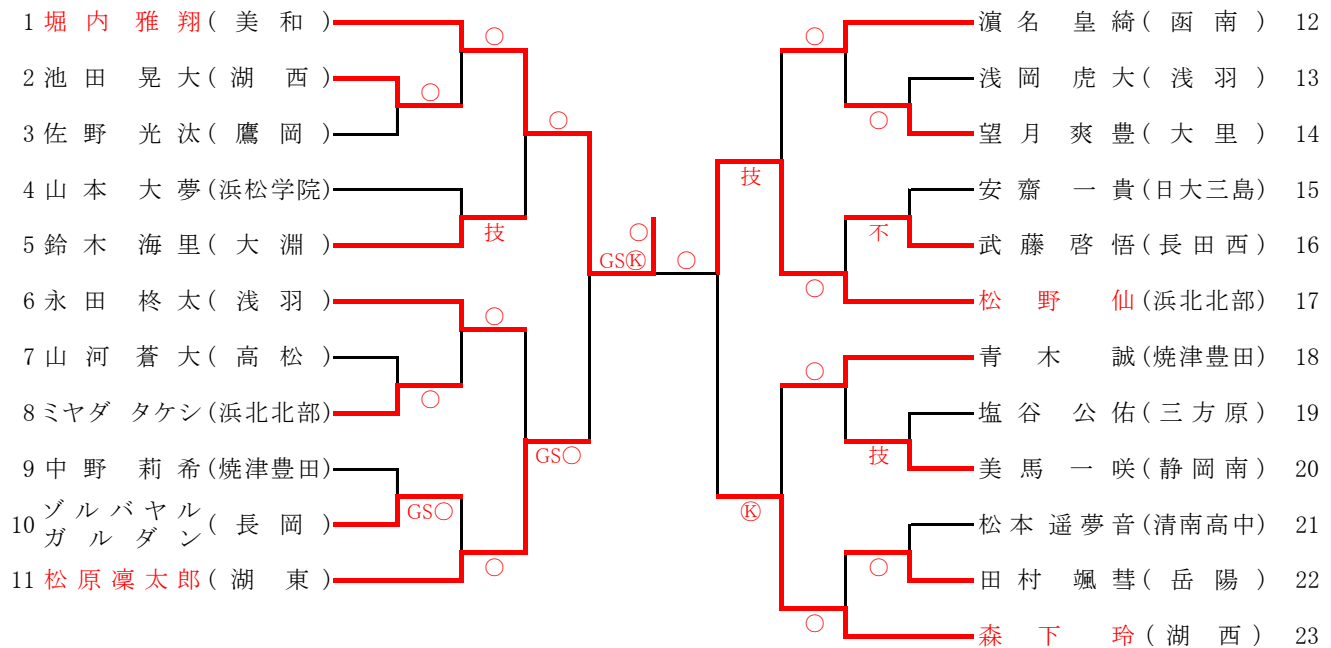 1 堀内 雅翔 (美和)
2 池田 晃大 (湖西)
3 佐野 光汰 (鷹岡)
4 山本 大夢 (浜松学院)
5 鈴木 海里 (大淵)
6 永田 柊太 (浅羽)
7 山河 蒼大 (高松)
8 ミヤダ タケシ (浜北北部)
9 中野 莉希 (焼津豊田)
10 ゾルバヤル ガルダン (長岡)
11 松原凜太郎 (湖東)
○
○
○
技
○
○
○
GS○
GS○
○
GSⓀ
○
○
○
○
技
不
○
○
技
Ⓚ
○
○
濵名 皇綺 (函南) 12
浅岡虎大 (浅羽) 13
望月爽豊 (大里) 14
安齋一貴 (日大三島) 15
武藤啓悟 (長田西) 16
松野 仙 (浜北北部) 17
青木 誠 (焼津豊田) 18
塩谷公佑 (三方原) 19
美馬一咲 (静岡南) 20
松本遥夢音 (清南高中) 21
田村颯彗 (岳陽) 22
森下 玲 (湖西) 23